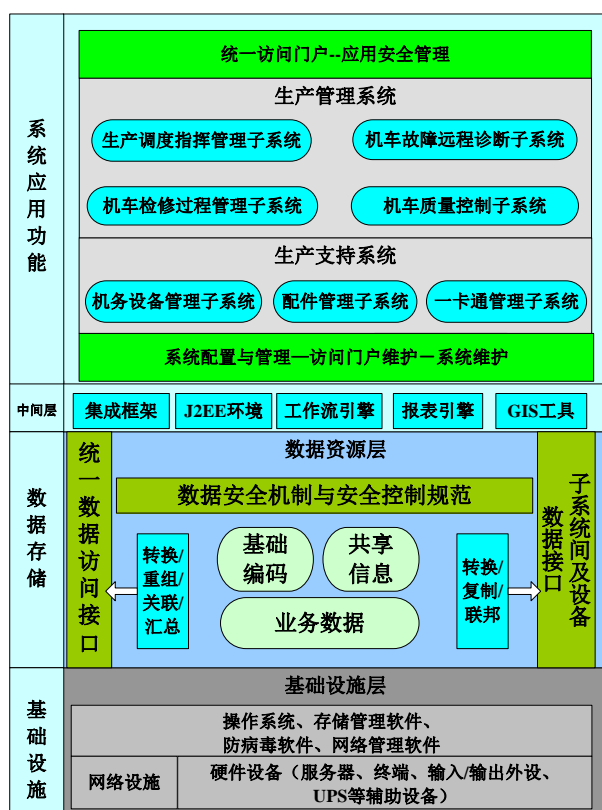 系统应用功能
统一访问门户--应用安全管理
生产管理系统
生产调度指挥管理子系统
机车故障远程诊断子系统
机车检修过程管理子系统
机车质量控制子系统
生产支持系统
机务设备管理子系统
配件管理子系统
一卡通管理子系统
系统配置与管理—访问门户维护－系统维护
中间层
集成框架
J2EE环境
工作流引擎
报表引擎
GIS工具
数据存储
统一数据访问接口
数据资源层
数据安全机制与安全控制规范
转换/
重组/
关联/
汇总
基础
编码
共享
信息
业务数据
转换/
复制/
联邦
子系统间及设备
数据接口
基础设施
基础设施层
操作系统、存储管理软件、
防病毒软件、网络管理软件
网络设施
硬件设备（服务器、终端、输入/输出外设、
UPS等辅助设备）